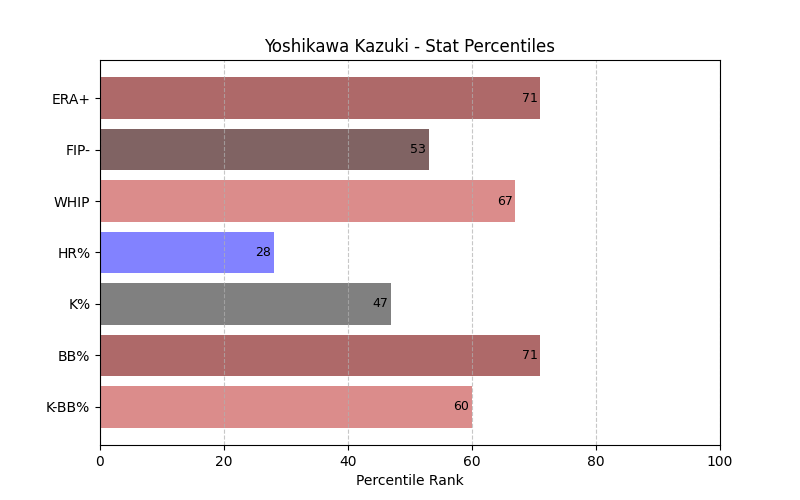 Yoshikawa Kazuki - Stat Percentiles
ERA+ 71
FIP- 53
WHIP 67
HR% 28
K% 47
BB% 71
K-BB% 60
0 20 40 60 80 100
Percentile Rank